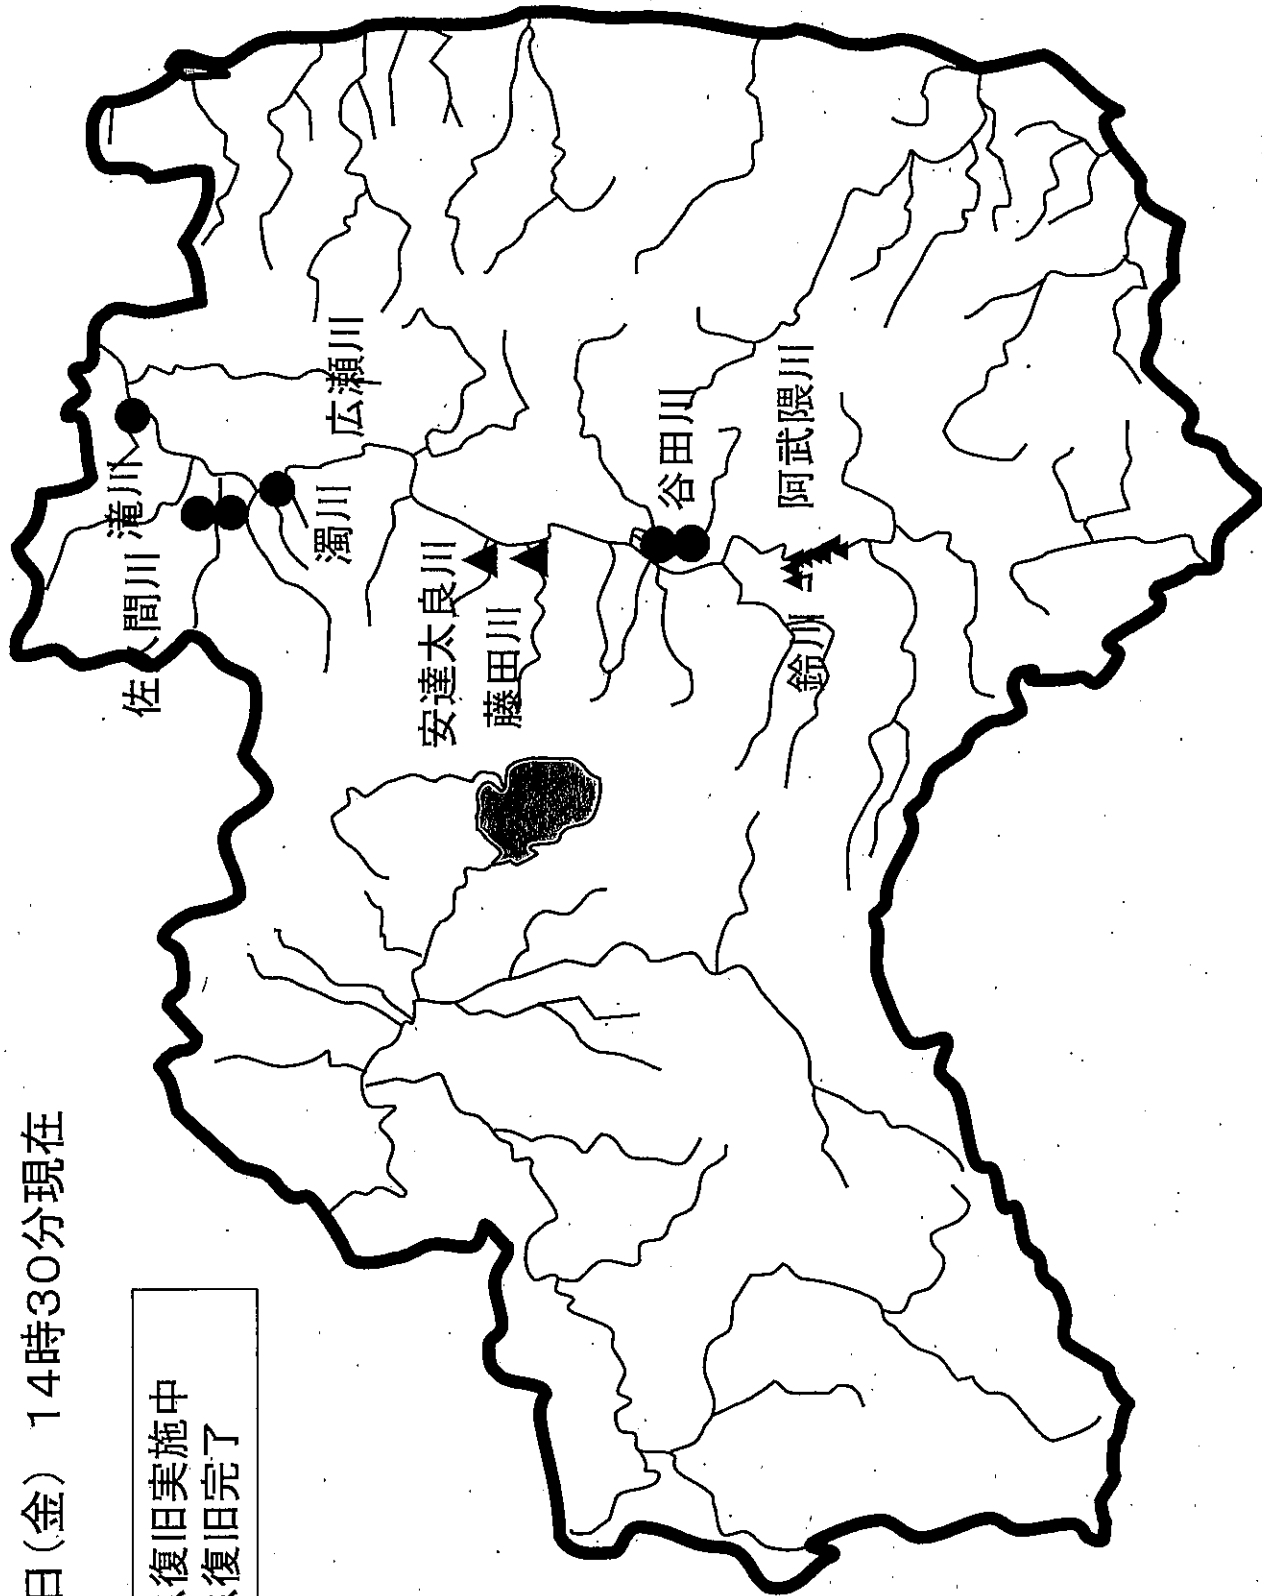 日（金）14時30分現在
復旧実施中
復旧完了
佐久間川
滝川
濁川
広瀬川
安達太良川
藤田川
谷田川
鈴川
阿武隈川